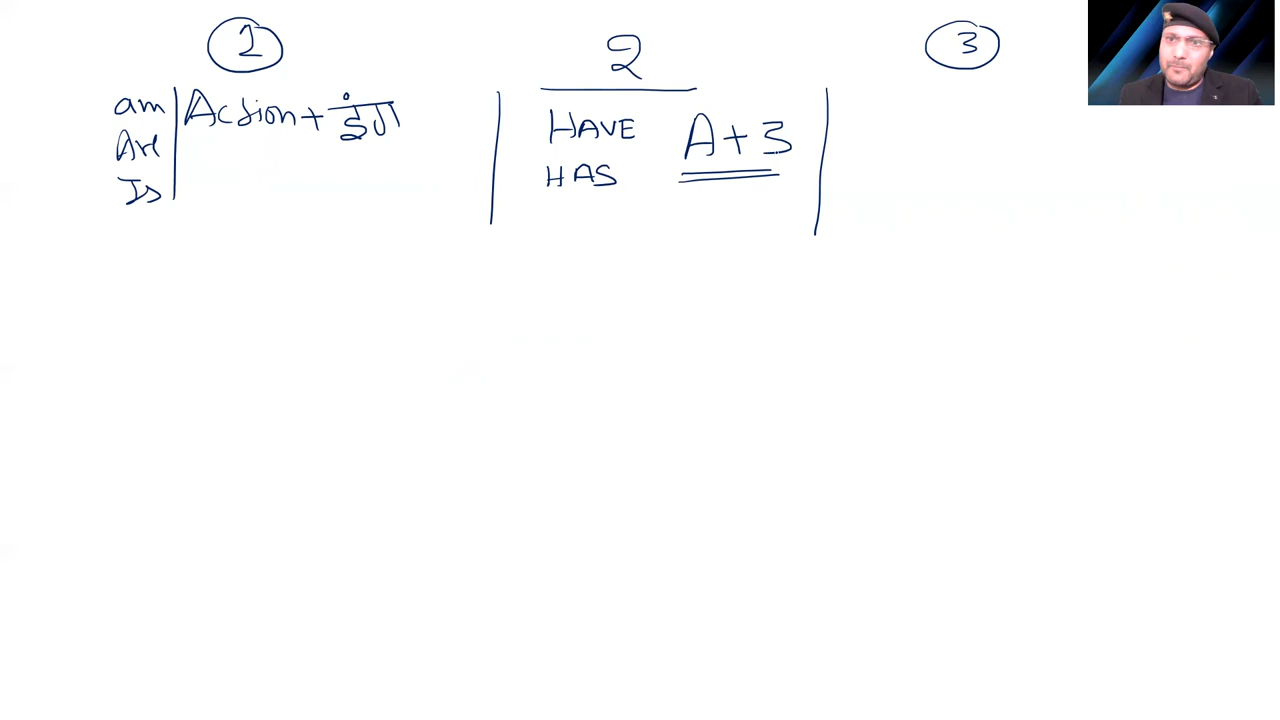 1
am Action + इंग
Are
Is
2
HAVE A+3
HAS
3